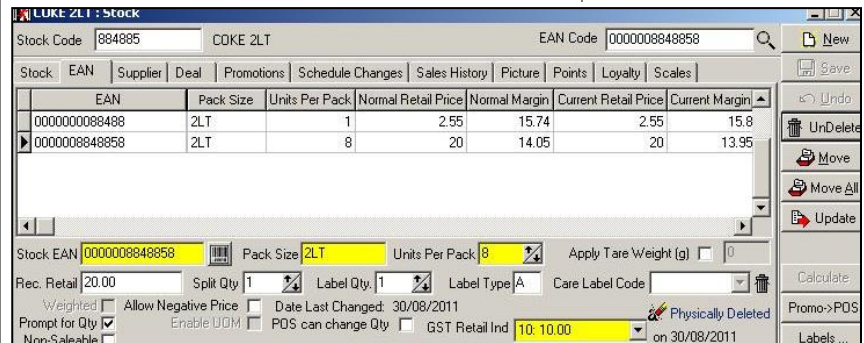 COKE 2LT : Stock
Stock Code 884885 COKE 2LT EAN Code 0000008848858 New
Stock EAN Supplier Deal Promotions Schedule Changes Sales History Picture Points Loyalty Scales Save
EAN Pack Size Units Per Pack Normal Retail Price Normal Margin Current Retail Price Current Margin Undo
0000000088488 2LT 1 2.55 15.74 2.55 15.8 UnDelete
0000008848858 2LT 8 20 14.05 20 13.95
Move
Move All
Update
Stock EAN 0000008848858 Pack Size 2LT Units Per Pack 8 Apply Tare Weight (g) 0
Rec. Retail 20.00 Split Qty 1 Label Qty. 1 Label Type A Care Label Code Calculate
Weighted Allow Negative Price Date Last Changed: 30/08/2011 Physically Deleted Promo->POS
Prompt for Qty Enable UOM POS can change Qty GST Retail Ind 10: 10.00 on 30/08/2011
Non-Saleable Labels ...